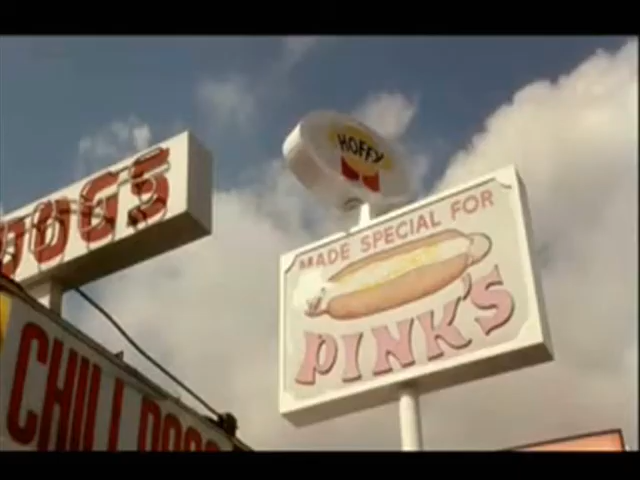 HOFFY
MADE SPECIAL FOR
PINK'S
DOGS
CHILI DOGS